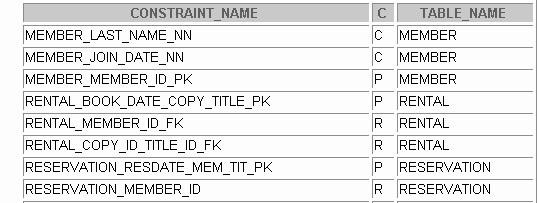 CONSTRAINT_NAME C TABLE_NAME
MEMBER_LAST_NAME_NN C MEMBER
MEMBER_JOIN_DATE_NN C MEMBER
MEMBER_MEMBER_ID_PK P MEMBER
RENTAL_BOOK_DATE_COPY_TITLE_PK P RENTAL
RENTAL_MEMBER_ID_FK R RENTAL
RENTAL_COPY_ID_TITLE_ID_FK R RENTAL
RESERVATION_RESDATE_MEM_TIT_PK P RESERVATION
RESERVATION_MEMBER_ID R RESERVATION